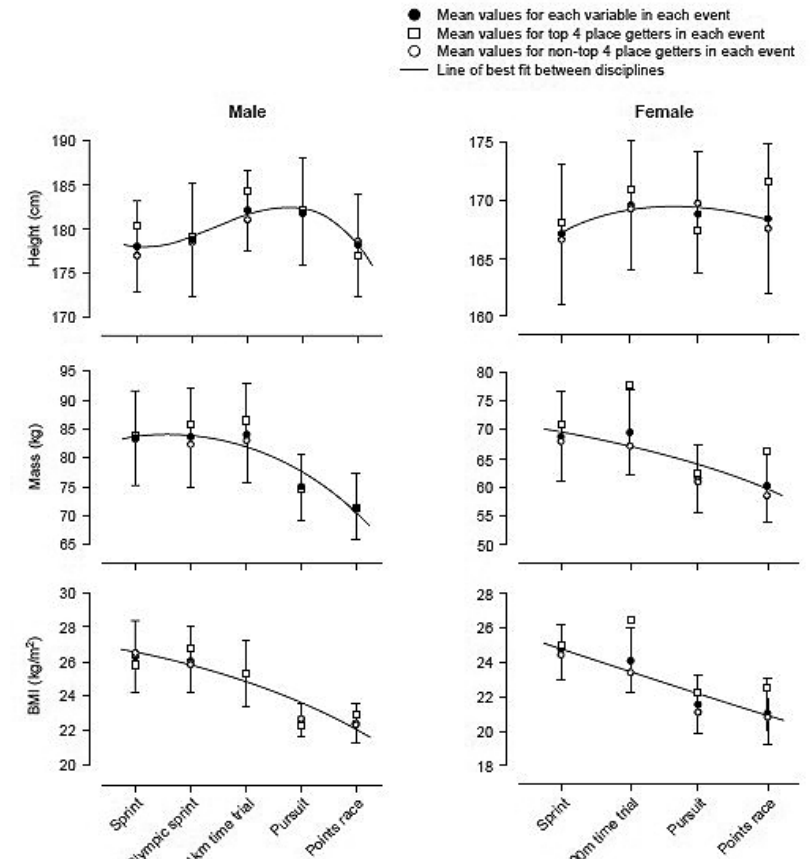 Mean values for each variable in each event
Mean values for top 4 place getters in each event
Mean values for non-top 4 place getters in each event
Line of best fit between disciplines
Male
Female
Height (cm)
190
185
180
175
170
175
170
165
160
Mass (kg)
95
90
85
80
75
70
65
80
75
70
65
60
55
50
BMI (kg/m²)
30
28
26
24
22
20
28
26
24
22
20
18
Sprint
lympic sprint
km time trial
Pursuit
Points race
Sprint
0m time trial
Pursuit
Points race